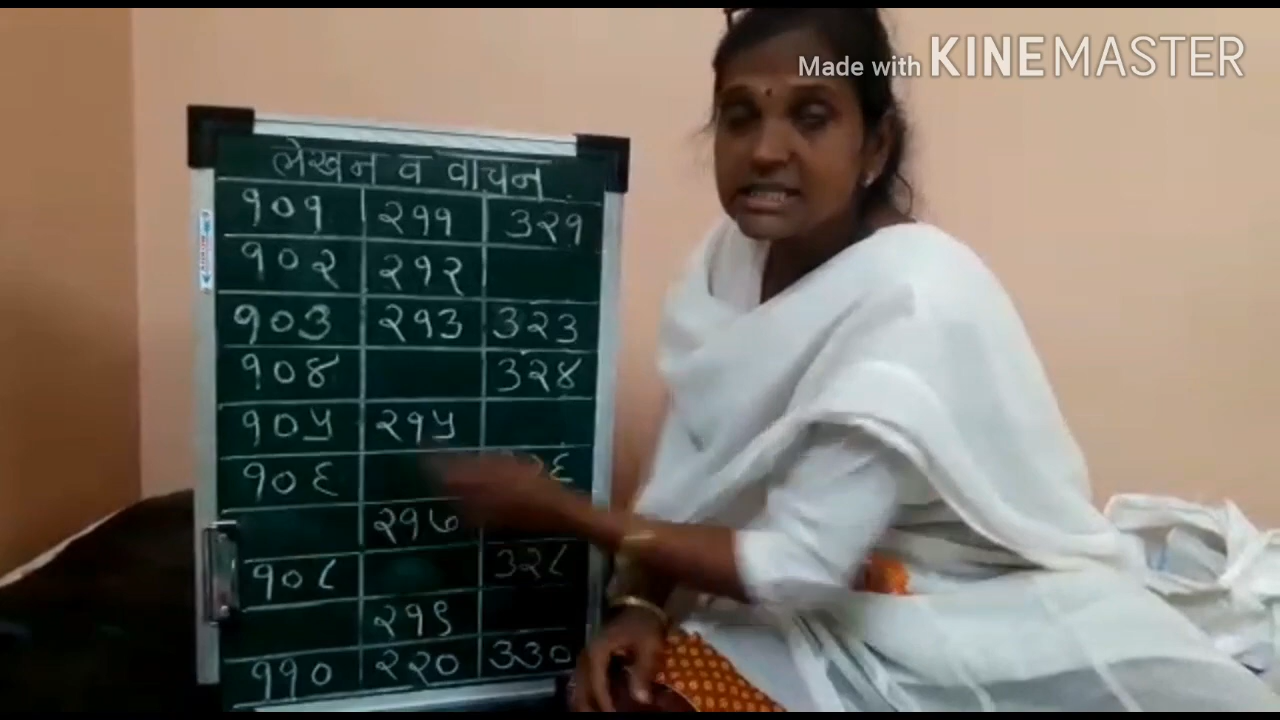 Made with KINEMASTER
लेखन व वाचन
१०१ २११ ३२१
१०२ २१२
१०३ २१३ ३२३
१०४ ३२४
१०५ २१५
१०६
२१७
१०८ ३२८
२१९
११० २२० ३३०